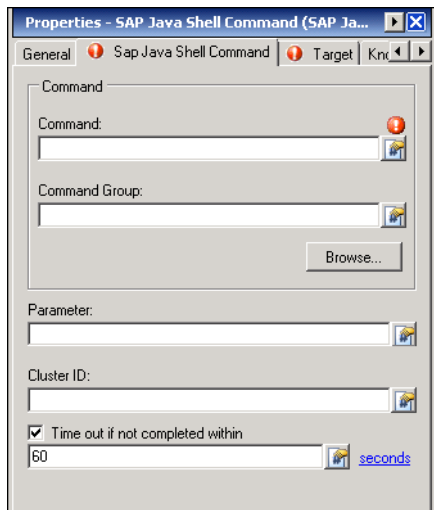 Properties - SAP Java Shell Command (SAP Ja...
General Sap Java Shell Command Target Kno
Command
Command:
Command Group:
Browse...
Parameter:
Cluster ID:
Time out if not completed within
60 seconds